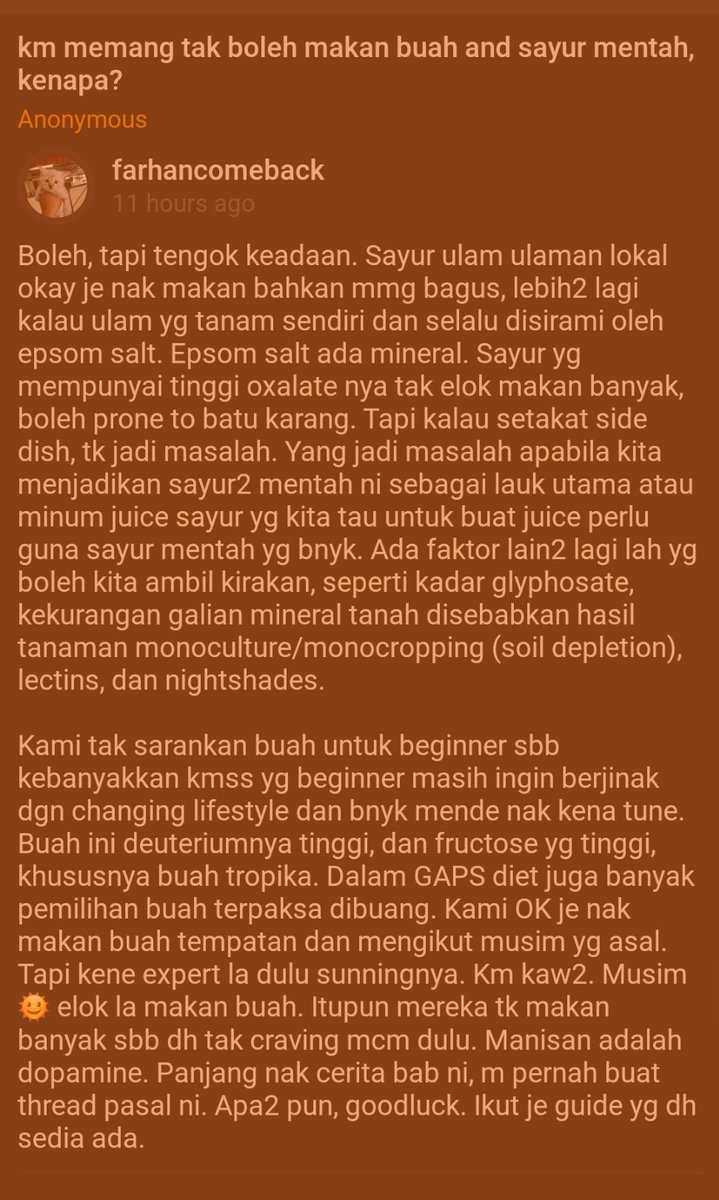 km memang tak boleh makan buah and sayur mentah,
kenapa?
Anonymous
farhancomeback
11 hours ago
Boleh, tapi tengok keadaan. Sayur ulam ulaman lokal
okay je nak makan bahkan mmg bagus, lebih2 lagi
kalau ulam yg tanam sendiri dan selalu disirami oleh
epsom salt. Epsom salt ada mineral. Sayur yg
mempunyai tinggi oxalate nya tak elok makan banyak,
boleh prone to batu karang. Tapi kalau setakat side
dish, tk jadi masalah. Yang jadi masalah apabila kita
menjadikan sayur2 mentah ni sebagai lauk utama atau
minum juice sayur yg kita tau untuk buat juice perlu
guna sayur mentah yg bnyk. Ada faktor lain2 lagi lah yg
boleh kita ambil kirakan, seperti kadar glyphosate,
kekurangan galian mineral tanah disebabkan hasil
tanaman monoculture/monocropping (soil depletion),
lectins, dan nightshades.
Kami tak sarankan buah untuk beginner sbb
kebanyakkan kmss yg beginner masih ingin berjinak
dgn changing lifestyle dan bnyk mende nak kena tune.
Buah ini deuteriumnya tinggi, dan fructose yg tinggi,
khususnya buah tropika. Dalam GAPS diet juga banyak
pemilihan buah terpaksa dibuang. Kami OK je nak
makan buah tempatan dan mengikut musim yg asal.
Tapi kene expert la dulu sunningnya. Km kaw2. Musim
🌞 elok la makan buah. Itupun mereka tk makan
banyak sbb dh tak craving mcm dulu. Manisan adalah
dopamine. Panjang nak cerita bab ni, m pernah buat
thread pasal ni. Apa2 pun, goodluck. Ikut je guide yg dh
sedia ada.